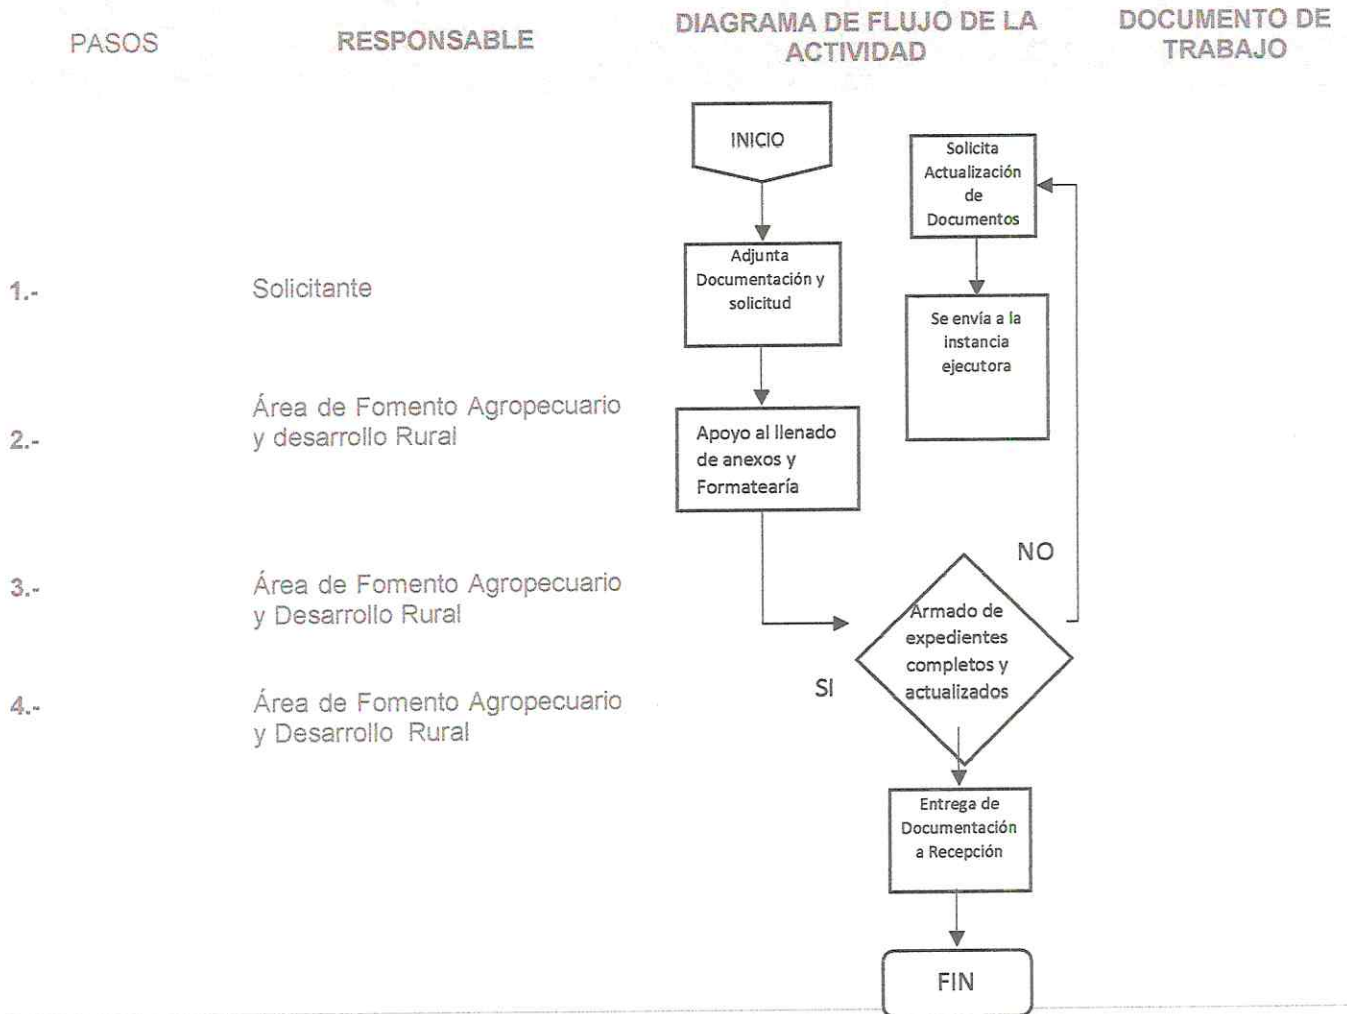 PASOS
RESPONSABLE
DIAGRAMA DE FLUJO DE LA
ACTIVIDAD
DOCUMENTO DE
TRABAJO
INICIO
Solicita
Actualización
de
Documentos
1.-
Solicitante
Adjunta
Documentación y
solicitud
Se envía a la
instancia
ejecutora
2.-
Área de Fomento Agropecuario
y desarrollo Rural
Apoyo al llenado
de anexos y
Formatearía
3.-
Área de Fomento Agropecuario
y Desarrollo Rural
NO
Armado de
expedientes
completos y
actualizados
SI
4.-
Área de Fomento Agropecuario
y Desarrollo Rural
Entrega de
Documentación
a Recepción
FIN